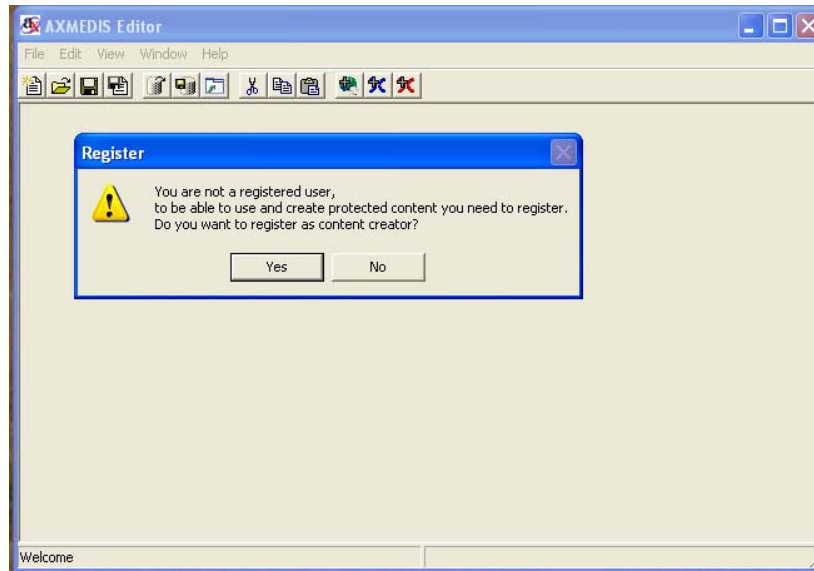 AXMEDIS Editor
File Edit View Window Help
Register
You are not a registered user,
to be able to use and create protected content you need to register.
Do you want to register as content creator?
Yes No
Welcome